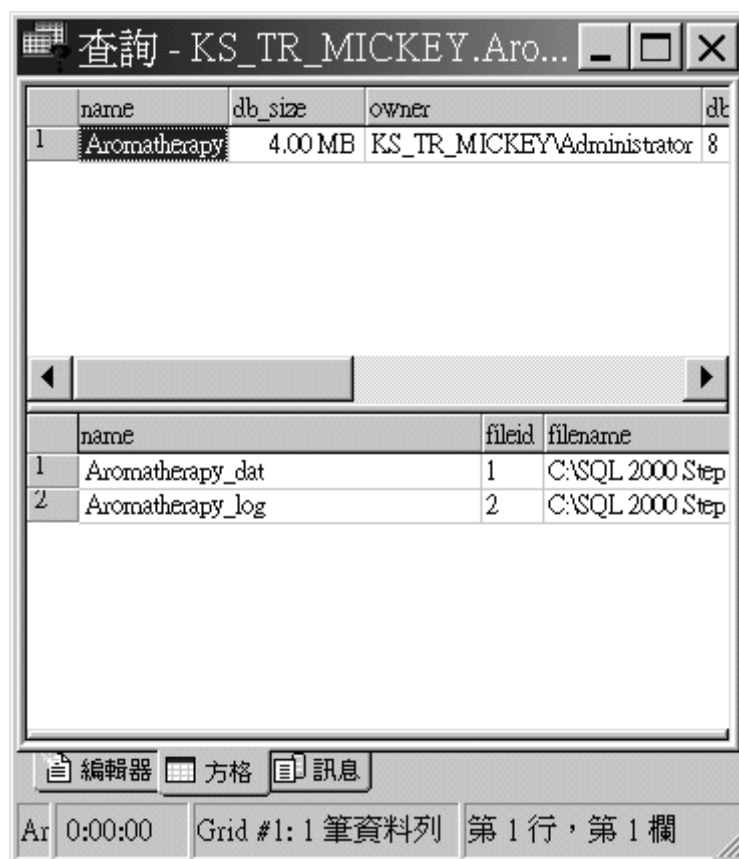 查詢 - KS_TR_MICKEY.Aro...
name db_size owner db
1 Aromatherapy 4.00 MB KS_TR_MICKEY\Administrator 8
name fileid filename
1 Aromatherapy_dat 1 C:\SQL 2000 Step
2 Aromatherapy_log 2 C:\SQL 2000 Step
編輯器 方格 訊息
Ar 0:00:00 Grid #1: 1 筆資料列 第 1 行，第 1 欄